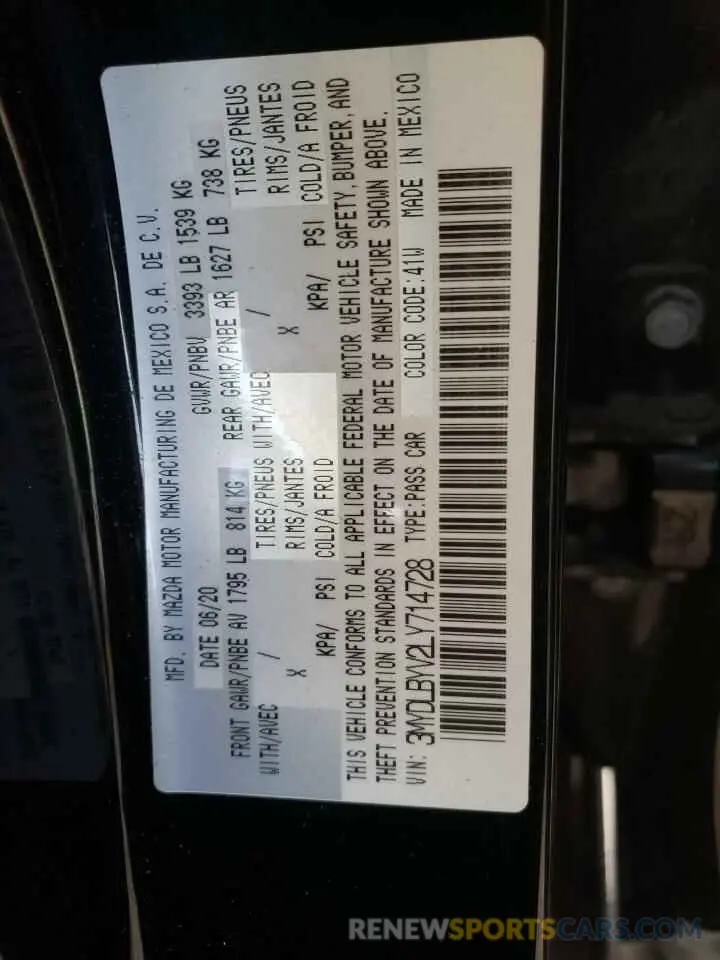 MFD. BY MAZDA MOTOR MANUFACTURING DE MEXICO S.A. DE C.V.
DATE 06/20 GVWR/PNBV 3393 LB 1539 KG
FRONT GAWR/PNBE AV 1795 LB 814 KG REAR GAWR/PNBE AR 1627 LB 738 KG
WITH/AVEC / TIRES/PNEUS WITH/AVEC / TIRES/PNEUS
X RIMS/JANTES X RIMS/JANTES
KPA/ PSI COLD/A FROID KPA/ PSI COLD/A FROID
THIS VEHICLE CONFORMS TO ALL APPLICABLE FEDERAL MOTOR VEHICLE SAFETY, BUMPER, AND
THEFT PREVENTION STANDARDS IN EFFECT ON THE DATE OF MANUFACTURE SHOWN ABOVE.
VIN: 3MYDLBYV2LY714728 TYPE:PASS CAR COLOR CODE:41W MADE IN MEXICO
RENEWSPORTSCARS.COM